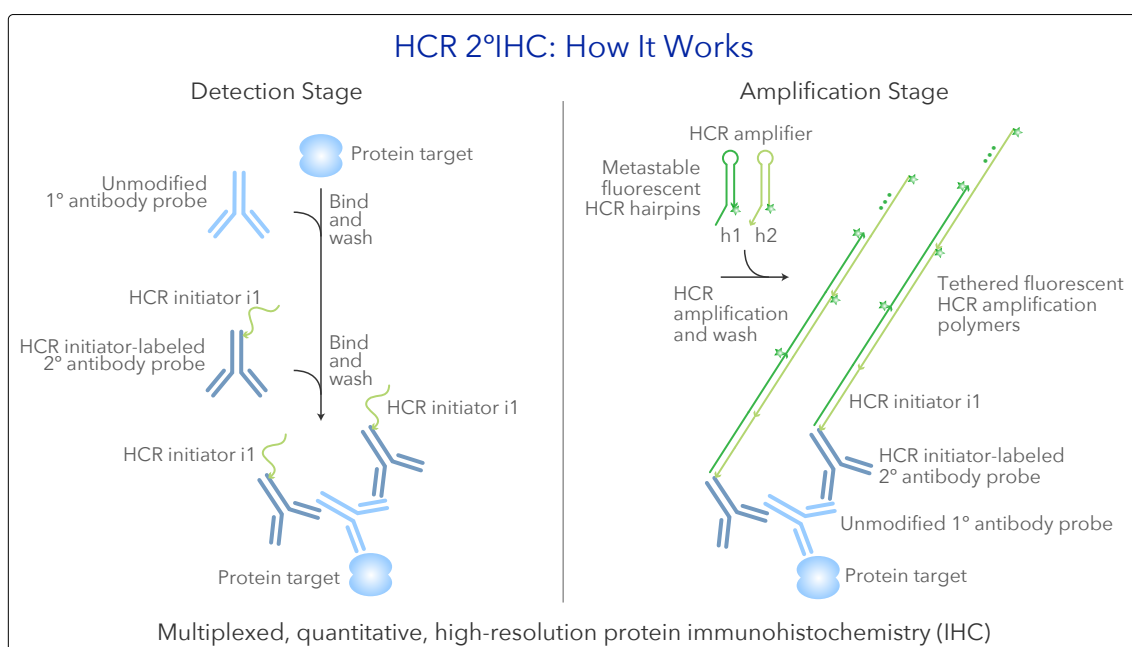 HCR 2°IHC: How It Works
Detection Stage
Protein target
Unmodified
1° antibody probe
Bind
and
wash
HCR initiator i1
HCR initiator-labeled
2° antibody probe
Bind
and
wash
HCR initiator i1
HCR initiator i1
Protein target
Amplification Stage
HCR amplifier
Metastable
fluorescent
HCR hairpins
h1
h2
HCR
amplification
and wash
Tethered fluorescent
HCR amplification
polymers
HCR initiator i1
HCR initiator-labeled
2° antibody probe
Unmodified 1° antibody probe
Protein target
Multiplexed, quantitative, high-resolution protein immunohistochemistry (IHC)